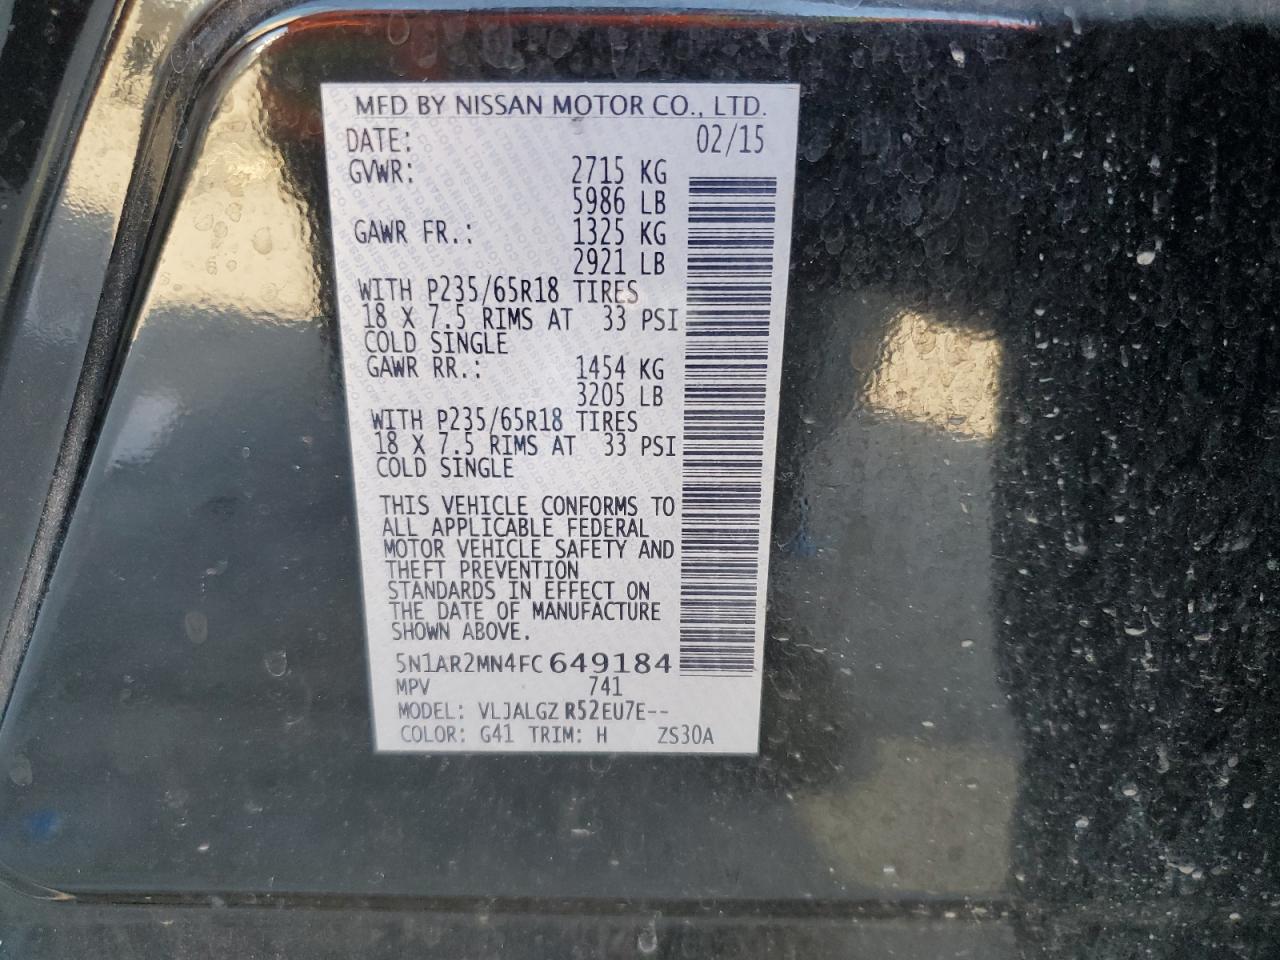 MFD BY NISSAN MOTOR CO., LTD.
DATE: 02/15
GVWR: 2715 KG
5986 LB
GAWR FR.: 1325 KG
2921 LB
WITH P235/65R18 TIRES
18 X 7.5 RIMS AT 33 PSI
COLD SINGLE
GAWR RR.: 1454 KG
3205 LB
WITH P235/65R18 TIRES
18 X 7.5 RIMS AT 33 PSI
COLD SINGLE
THIS VEHICLE CONFORMS TO
ALL APPLICABLE FEDERAL
MOTOR VEHICLE SAFETY AND
THEFT PREVENTION
STANDARDS IN EFFECT ON
THE DATE OF MANUFACTURE
SHOWN ABOVE.
5N1AR2MN4FC649184
MPV 741
MODEL: VLJALGZ R52EU7E--
COLOR: G41 TRIM: H ZS30A